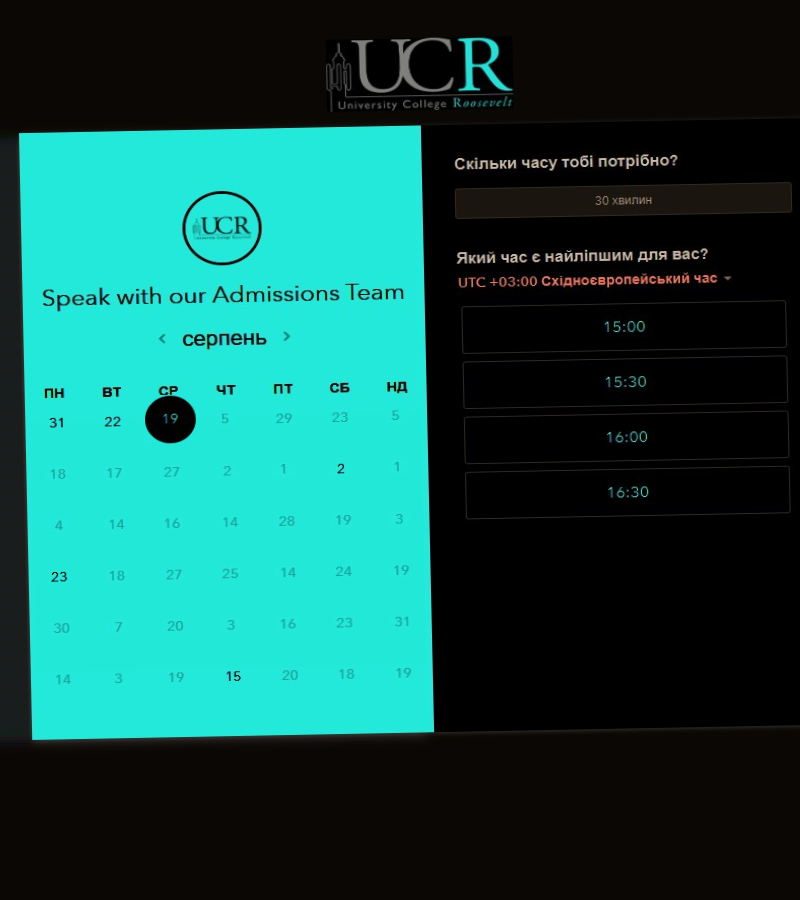 UCR
University College Roosevelt
UCR
Speak with our Admissions Team
серпень
ПН ВТ СР ЧТ ПТ СБ НД
31 22 19 5 29 23 5
18 17 27 2 1 2 1
4 14 16 14 28 19 3
23 18 27 25 14 24 19
30 7 20 3 16 23 31
14 3 19 15 20 18 19
Скільки часу тобі потрібно?
30 хвилин
Який час є найліпшим для вас?
UTC +03:00 Східноєвропейський час
15:00
15:30
16:00
16:30